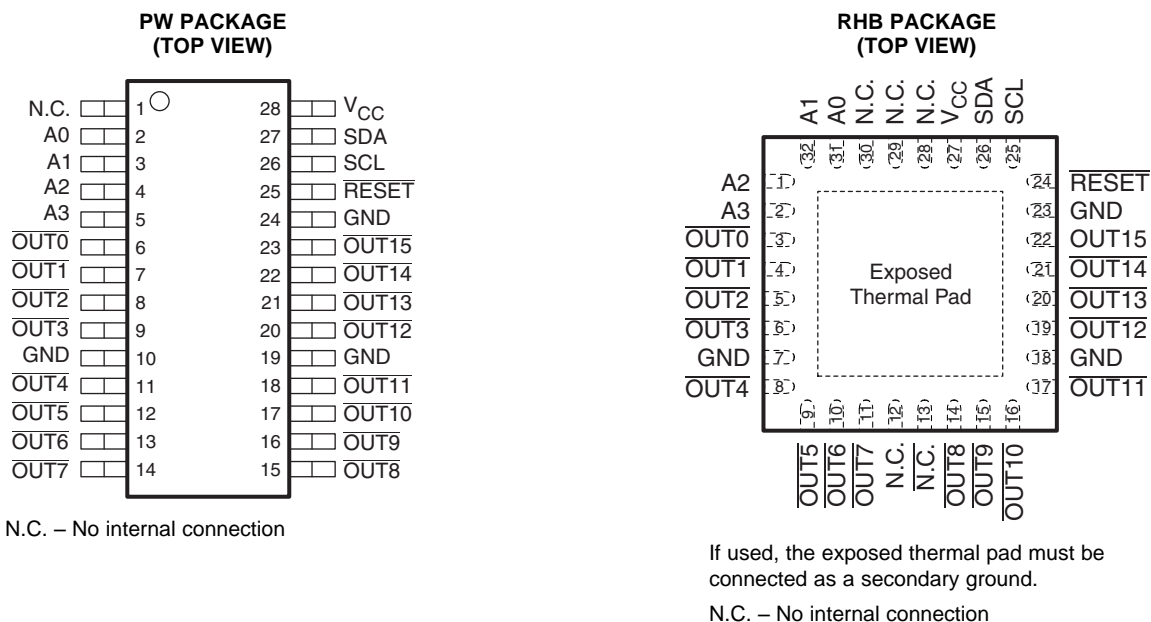 PW PACKAGE
(TOP VIEW)
N.C. 1 28 VCC
A0 2 27 SDA
A1 3 26 SCL
A2 4 25 RESET
A3 5 24 GND
OUT0 6 23 OUT15
OUT1 7 22 OUT14
OUT2 8 21 OUT13
OUT3 9 20 OUT12
GND 10 19 GND
OUT4 11 18 OUT11
OUT5 12 17 OUT10
OUT6 13 16 OUT9
OUT7 14 15 OUT8
N.C. – No internal connection
RHB PACKAGE
(TOP VIEW)
A1 A0 N.C. N.C. N.C. VCC SDA SCL
32 31 30 29 28 27 26 25
A2 1 24 RESET
A3 2 23 GND
OUT0 3 22 OUT15
OUT1 4 21 OUT14
OUT2 5 20 OUT13
OUT3 6 19 OUT12
GND 7 18 GND
OUT4 8 17 OUT11
Exposed
Thermal Pad
9 10 11 12 13 14 15 16
OUT5 OUT6 OUT7 N.C. N.C. OUT8 OUT9 OUT10
If used, the exposed thermal pad must be
connected as a secondary ground.
N.C. – No internal connection